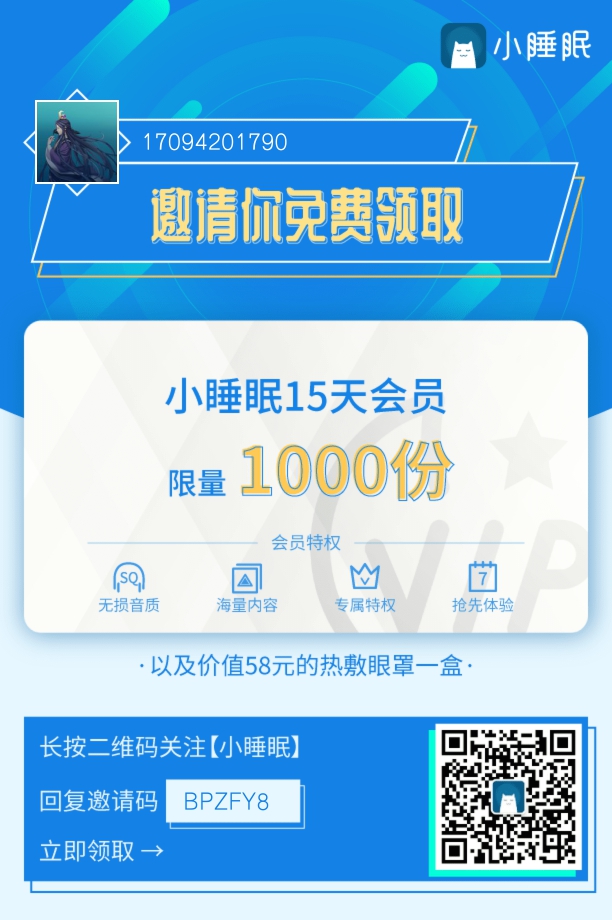 小睡眠
17094201790
邀请你免费领取
小睡眠15天会员
限量 1000份
VIP
会员特权
SQ 7
无损音质 海量内容 专属特权 抢先体验
·以及价值58元的热敷眼罩一盒·
长按二维码关注【小睡眠】
回复邀请码 BPZFY8
立即领取→